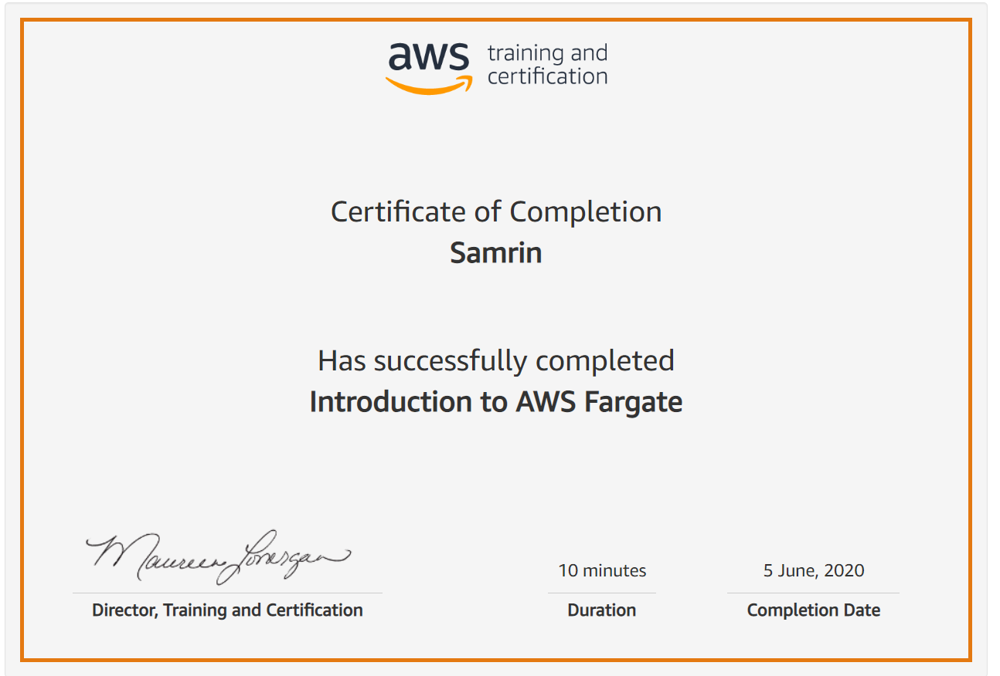 aws training and
certification
Certificate of Completion
Samrin
Has successfully completed
Introduction to AWS Fargate
Maureen Lonergan
10 minutes
5 June, 2020
Director, Training and Certification
Duration
Completion Date